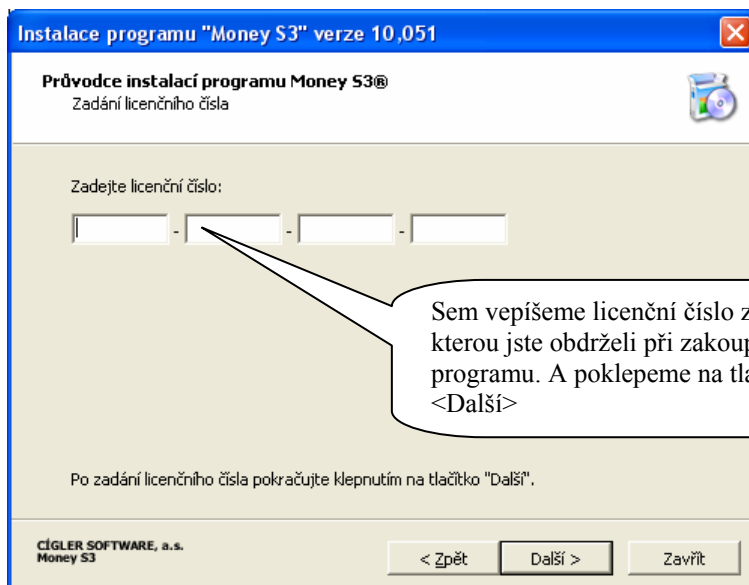 Instalace programu "Money S3" verze 10,051
Průvodce instalací programu Money S3®
Zadání licenčního čísla
Zadejte licenční číslo:
- - -
Sem vepíšeme licenční číslo z
kterou jste obdrželi při zakoup
programu. A poklepeme na tla
<Další>
Po zadání licenčního čísla pokračujte klepnutím na tlačítko "Další".
CÍGLER SOFTWARE, a.s.
Money S3
< Zpět Další > Zavřít